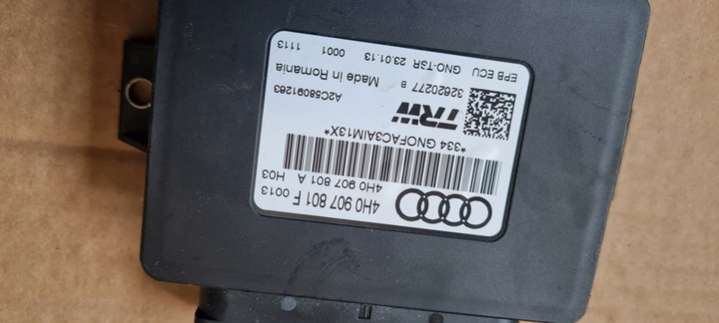 4H0 907 801 F 0013
4H0 907 801 A H03
*334 GNOFAC3AIM13X*
TRW
A2C58091263
32620277 B Made in Romania
EPB ECU GNO-TSR 23.01.13 0001 1113